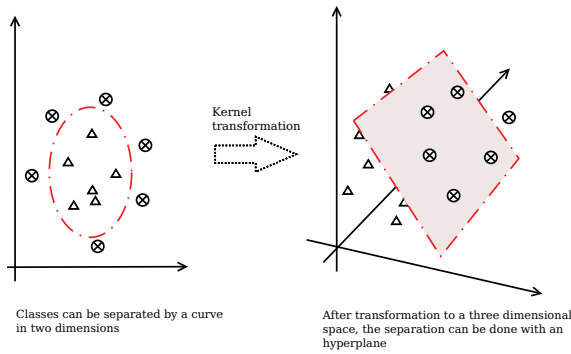 Kernel
transformation
Classes can be separated by a curve
in two dimensions
After transformation to a three dimensional
space, the separation can be done with an
hyperplane